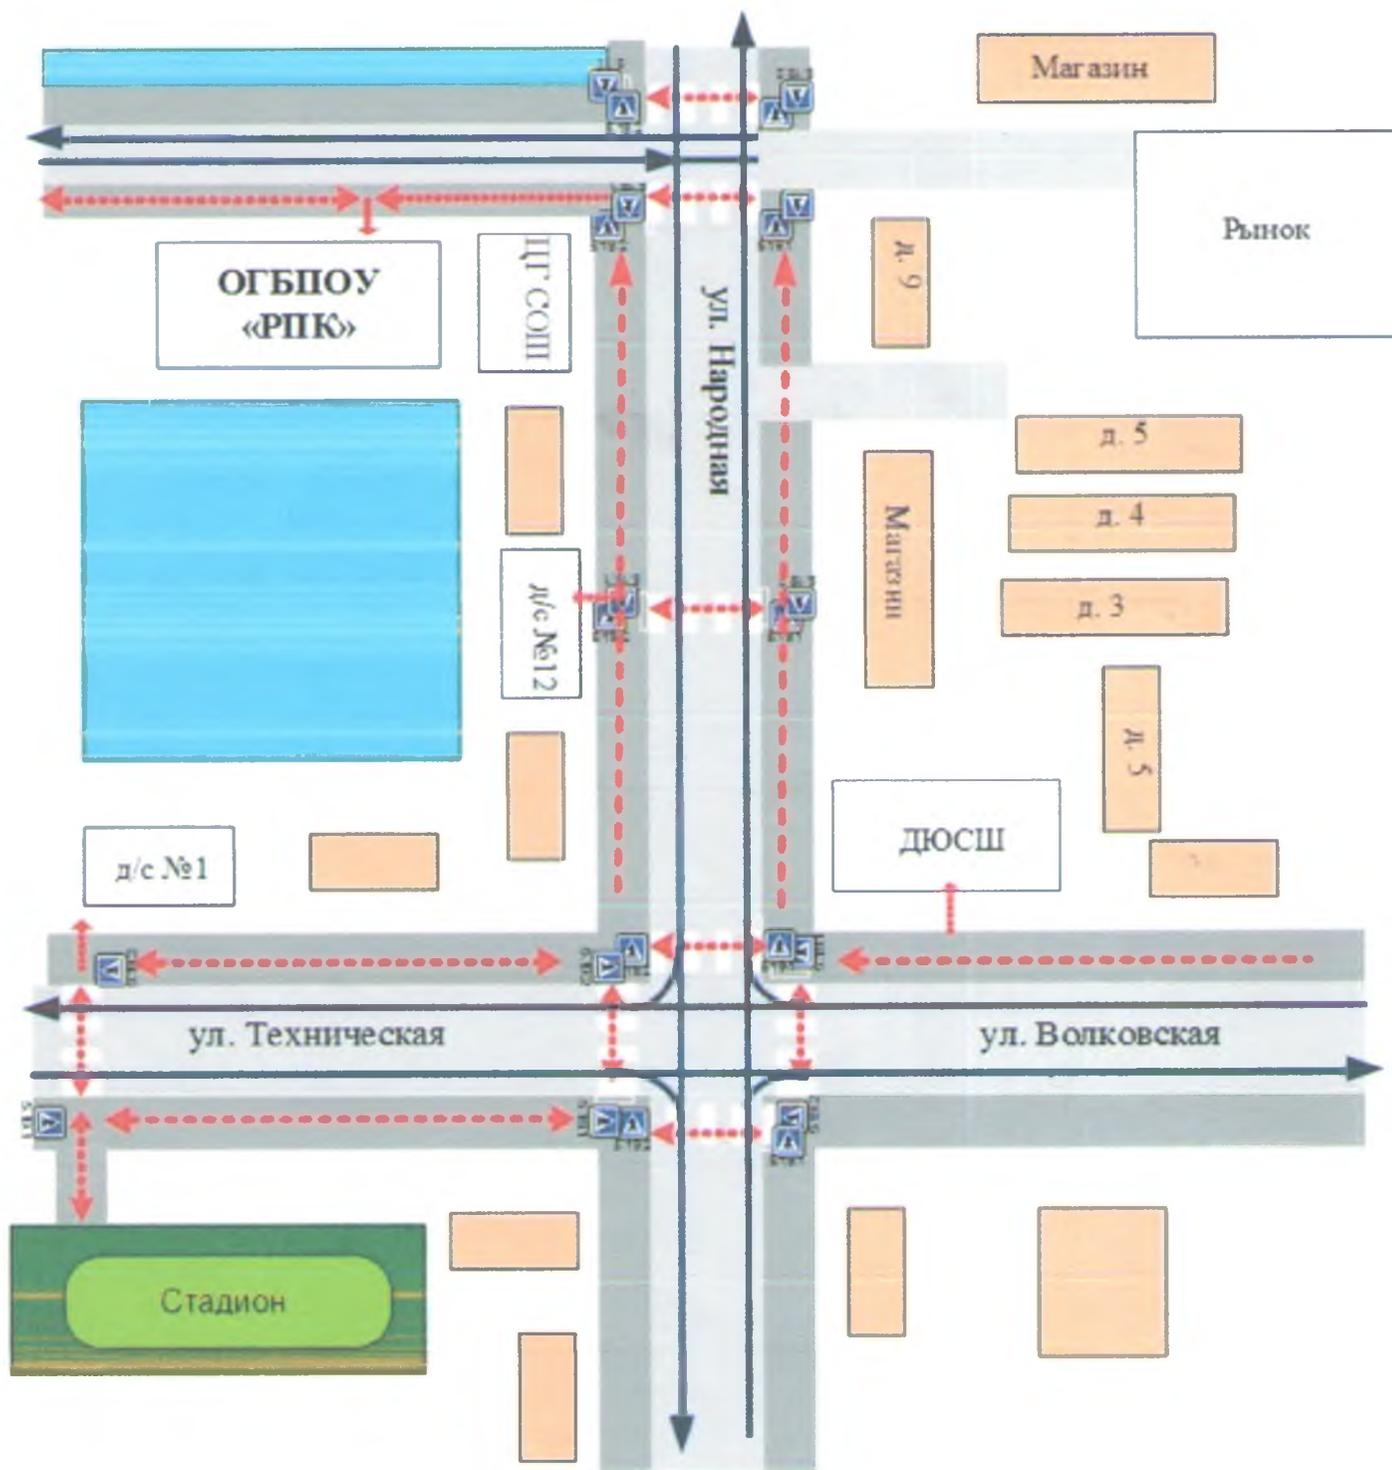 Магазин
Рынок
ОГБПОУ
«РПК»
ЦГ СОШ
ул. Народная
д. 9
д. 5
д. 4
д. 3
Магазин
д/с №12
д. 5
д/с №1
ДЮСШ
ул. Техническая
ул. Волковская
Стадион